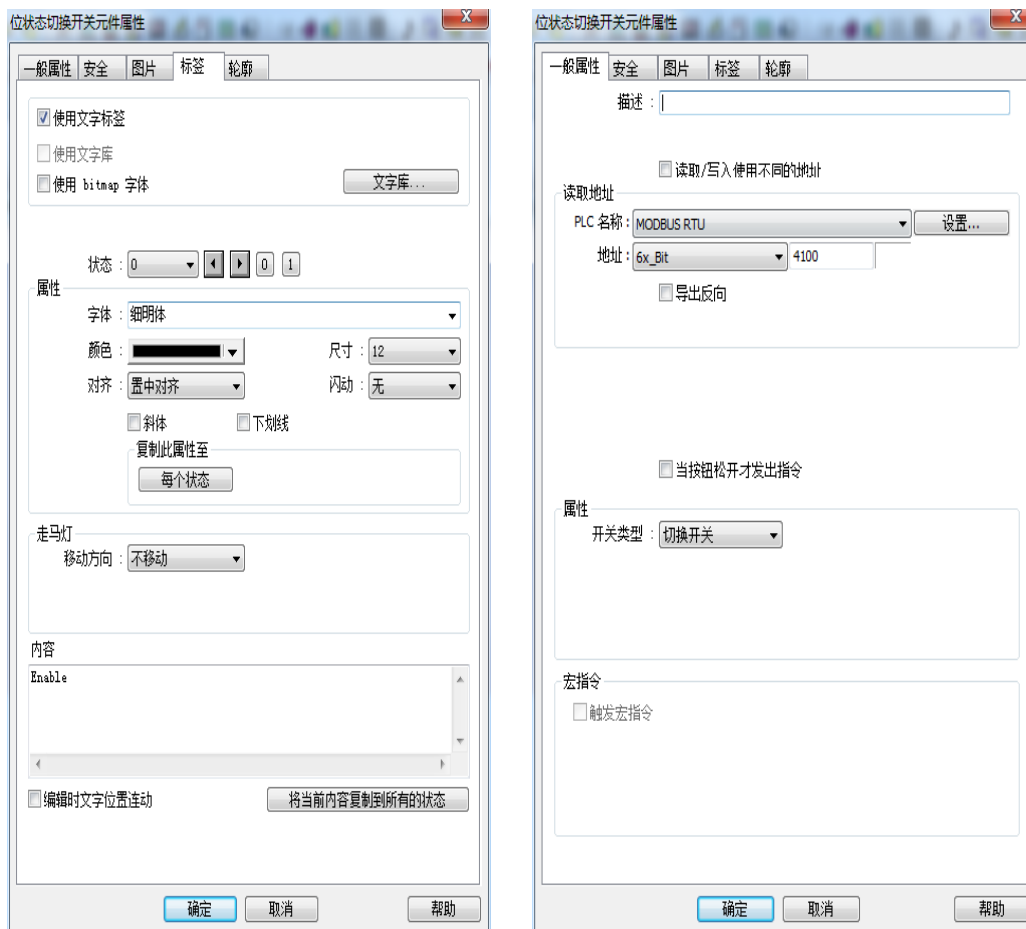 位状态切换开关元件属性
一般属性 安全 图片 标签 轮廓
使用文字标签
使用文字库
使用 bitmap 字体 文字库...
状态 : 0 0 1
属性
字体 : 细明体
颜色 : 尺寸 : 12
对齐 : 置中对齐 闪动 : 无
斜体 下划线
复制此属性至
每个状态
走马灯
移动方向 : 不移动
内容
Enable
编辑时文字位置连动 将当前内容复制到所有的状态
确定 取消 帮助
位状态切换开关元件属性
一般属性 安全 图片 标签 轮廓
描述 :
读取/写入使用不同的地址
读取地址
PLC 名称 : MODBUS RTU 设置...
地址 : 6x_Bit 4100
导出反向
当按钮松开才发出指令
属性
开关类型 : 切换开关
宏指令
触发宏指令
确定 取消 帮助